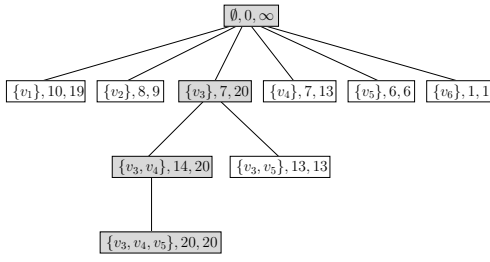 ∅, 0, ∞
{v₁}, 10, 19
{v₂}, 8, 9
{v₃}, 7, 20
{v₄}, 7, 13
{v₅}, 6, 6
{v₆}, 1, 1
{v₃, v₄}, 14, 20
{v₃, v₅}, 13, 13
{v₃, v₄, v₅}, 20, 20